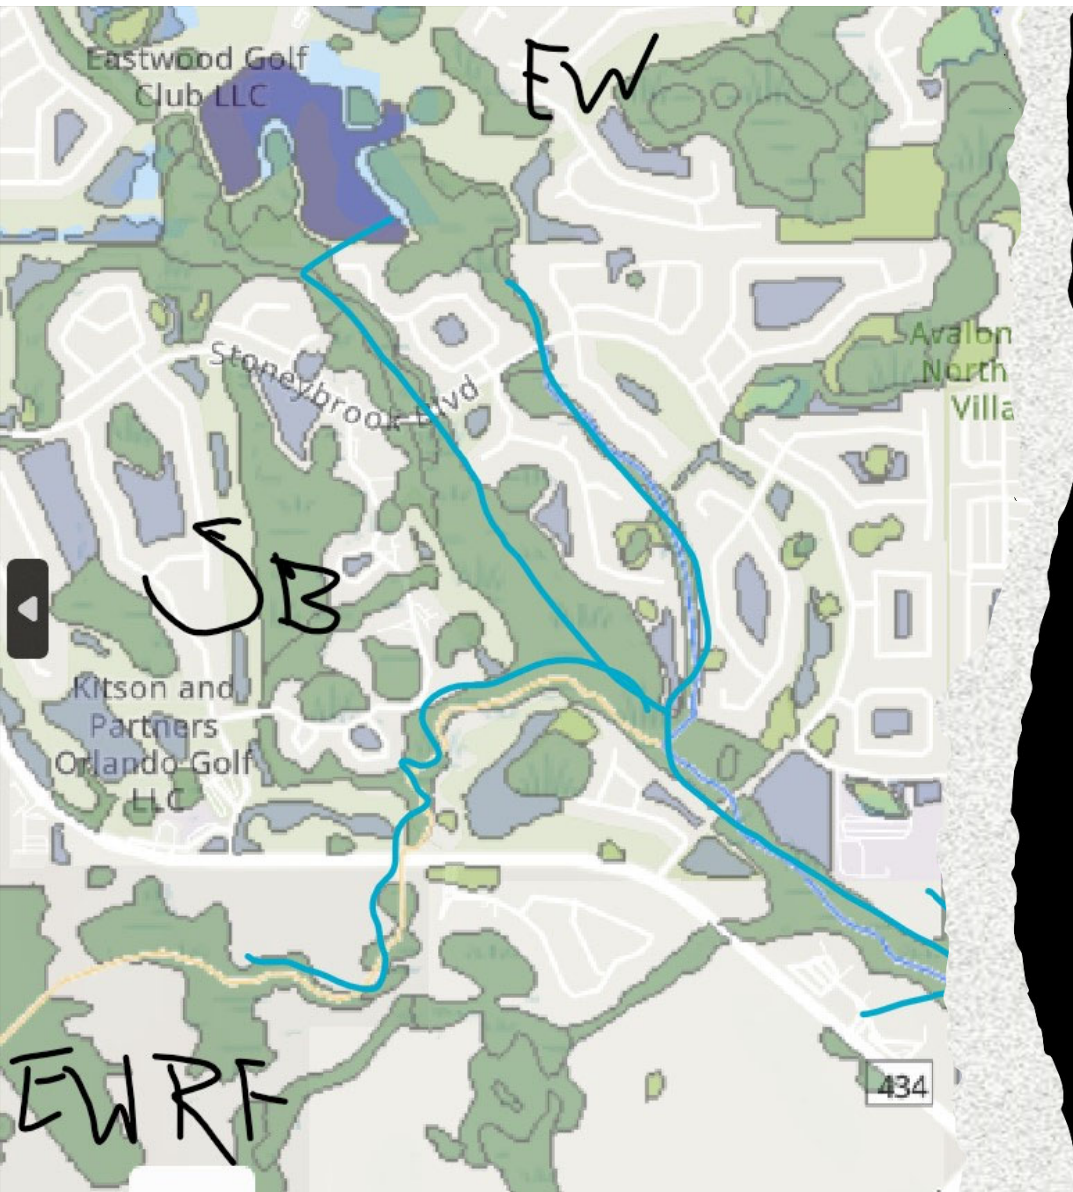 Eastwood Golf
Club LLC
EW
Stoneybrook Blvd
Avalon
North
Villa
SB
Kitson and
Partners
Orlando Golf
LLC
EWRF
434